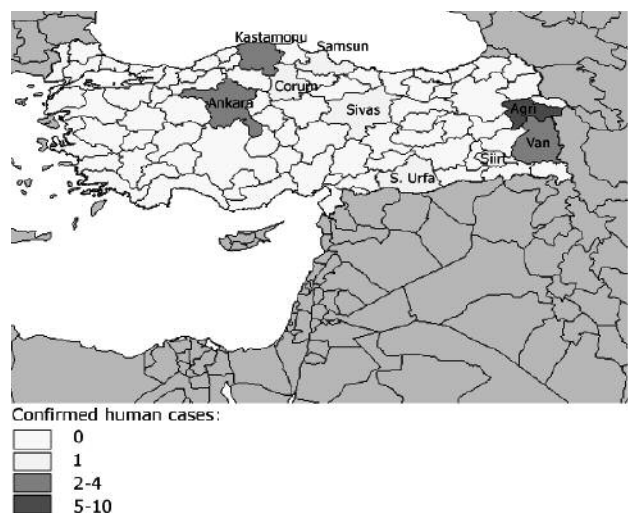 Kastamonu
Samsun
Corum
Ankara
Sivas
Agri
Van
Siirt
S. Urfa
Confirmed human cases:
0
1
2-4
5-10